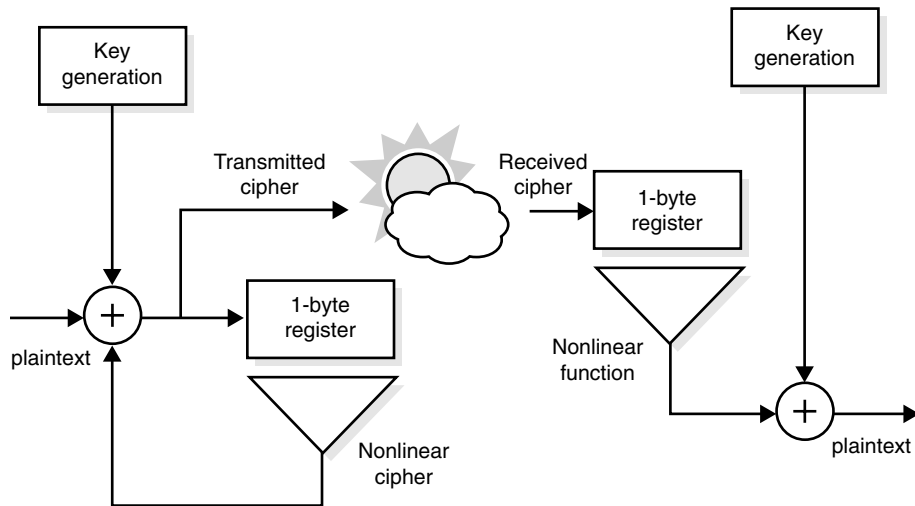 Key
generation
Key
generation
Transmitted
cipher
Received
cipher
1-byte
register
+
plaintext
1-byte
register
Nonlinear
function
Nonlinear
cipher
+
plaintext